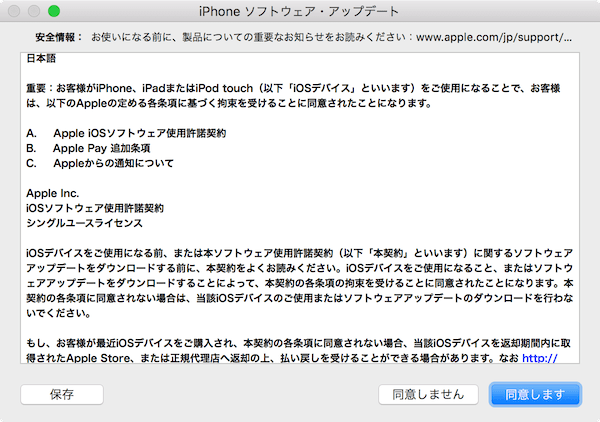 iPhone ソフトウェア・アップデート
安全情報： お使いになる前に、製品についての重要なお知らせをお読みください：www.apple.com/jp/support/...
日本語
重要：お客様がiPhone、iPadまたはiPod touch（以下「iOSデバイス」といいます）をご使用になることで、お客様
は、以下のAppleの定める各条項に基づく拘束を受けることに同意されたことになります。
A. Apple iOSソフトウェア使用許諾契約
B. Apple Pay 追加条項
C. Appleからの通知について
Apple Inc.
iOSソフトウェア使用許諾契約
シングルユースライセンス
iOSデバイスをご使用になる前、または本ソフトウェア使用許諾契約（以下「本契約」といいます）に関するソフトウェア
アップデートをダウンロードする前に、本契約をよくお読みください。iOSデバイスをご使用になること、またはソフトウ
ェアアップデートをダウンロードすることによって、本契約の各条項の拘束を受けることに同意されたことになります。本
契約の各条項に同意されない場合は、当該iOSデバイスのご使用またはソフトウェアアップデートのダウンロードを行わな
いでください。
もし、お客様が最近iOSデバイスをご購入され、本契約の各条項に同意されない場合、当該iOSデバイスを返却期間内に取
得されたApple Store、または正規代理店へ返却の上、払い戻しを受けることができる場合があります。なお http://
保存
同意しません
同意します